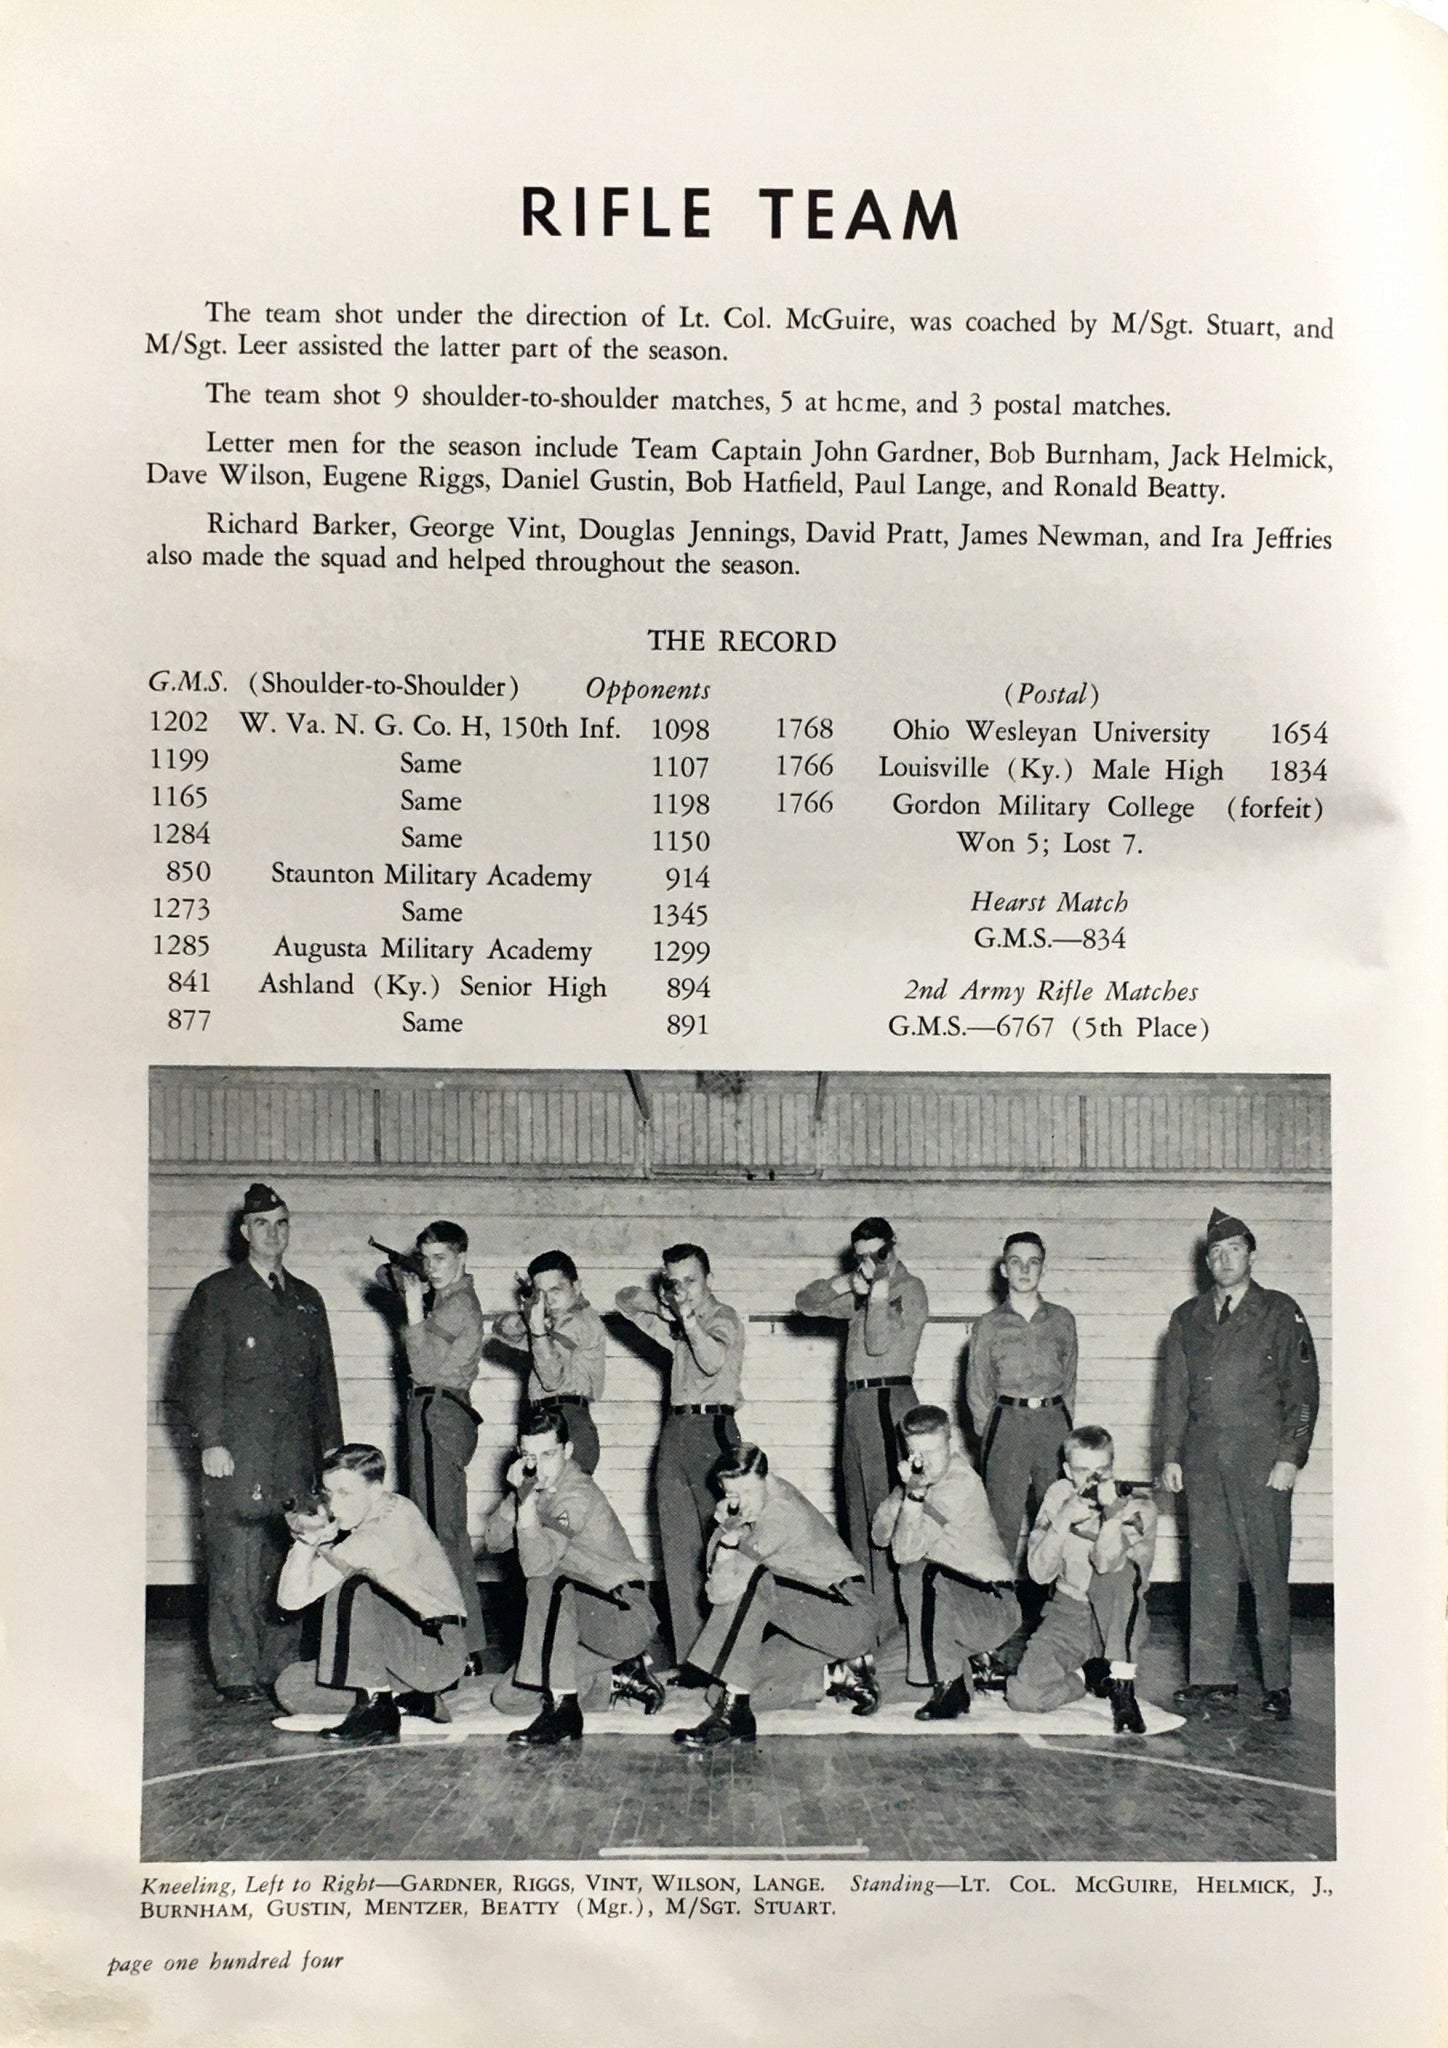 RIFLE TEAM
The team shot under the direction of Lt. Col. McGuire, was coached by M/Sgt. Stuart, and
M/Sgt. Leer assisted the latter part of the season.
The team shot 9 shoulder-to-shoulder matches, 5 at hcme, and 3 postal matches.
Letter men for the season include Team Captain John Gardner, Bob Burnham, Jack Helmick,
Dave Wilson, Eugene Riggs, Daniel Gustin, Bob Hatfield, Paul Lange, and Ronald Beatty.
Richard Barker, George Vint, Douglas Jennings, David Pratt, James Newman, and Ira Jeffries
also made the squad and helped throughout the season.
THE RECORD
G.M.S. (Shoulder-to-Shoulder) Opponents
1202 W. Va. N. G. Co. H, 150th Inf. 1098
1199 Same 1107
1165 Same 1198
1284 Same 1150
850 Staunton Military Academy 914
1273 Same 1345
1285 Augusta Military Academy 1299
841 Ashland (Ky.) Senior High 894
877 Same 891
(Postal)
1768 Ohio Wesleyan University 1654
1766 Louisville (Ky.) Male High 1834
1766 Gordon Military College (forfeit)
Won 5; Lost 7.
Hearst Match
G.M.S.—834
2nd Army Rifle Matches
G.M.S.—6767 (5th Place)
Kneeling, Left to Right—GARDNER, RIGGS, VINT, WILSON, LANGE. Standing—LT. COL. MCGUIRE, HELMICK, J.,
BURNHAM, GUSTIN, MENTZER, BEATTY (Mgr.), M/SGT. STUART.
page one hundred four